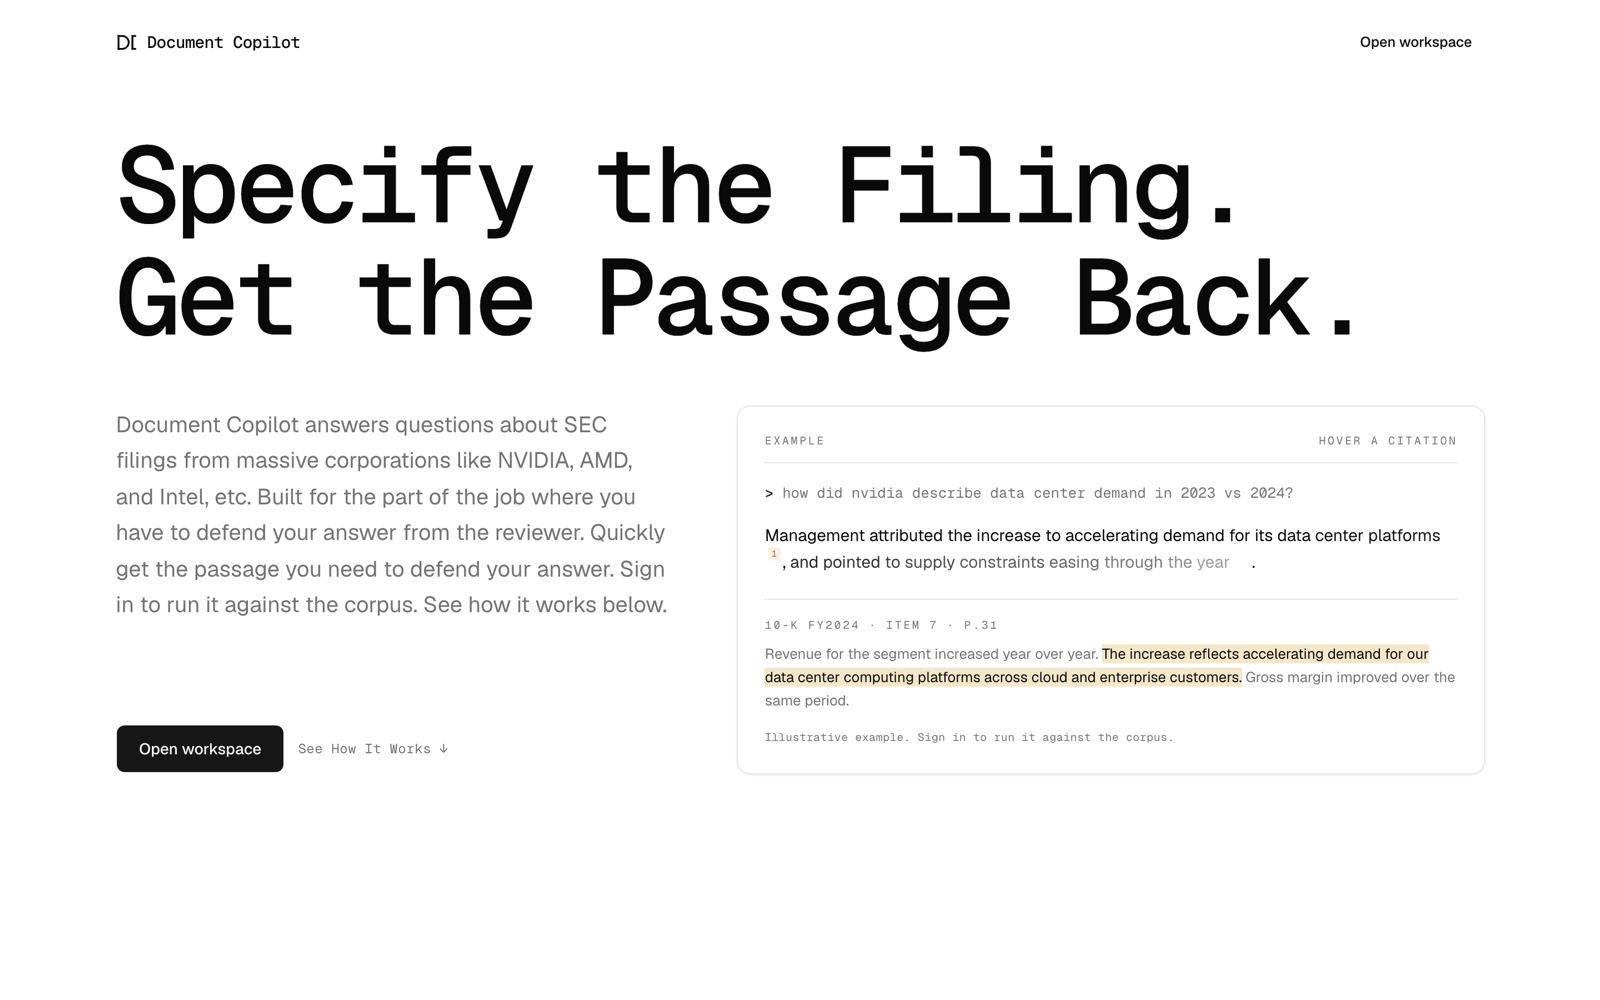 D[ Document Copilot
Open workspace
Specify the Filing.
Get the Passage Back.
Document Copilot answers questions about SEC
filings from massive corporations like NVIDIA, AMD,
and Intel, etc. Built for the part of the job where you
have to defend your answer from the reviewer. Quickly
get the passage you need to defend your answer. Sign
in to run it against the corpus. See how it works below.
Open workspace
See How It Works ↓
EXAMPLE
HOVER A CITATION
> how did nvidia describe data center demand in 2023 vs 2024?
Management attributed the increase to accelerating demand for its data center platforms
1, and pointed to supply constraints easing through the year .
10-K FY2024 · ITEM 7 · P.31
Revenue for the segment increased year over year. The increase reflects accelerating demand for our
data center computing platforms across cloud and enterprise customers. Gross margin improved over the
same period.
Illustrative example. Sign in to run it against the corpus.